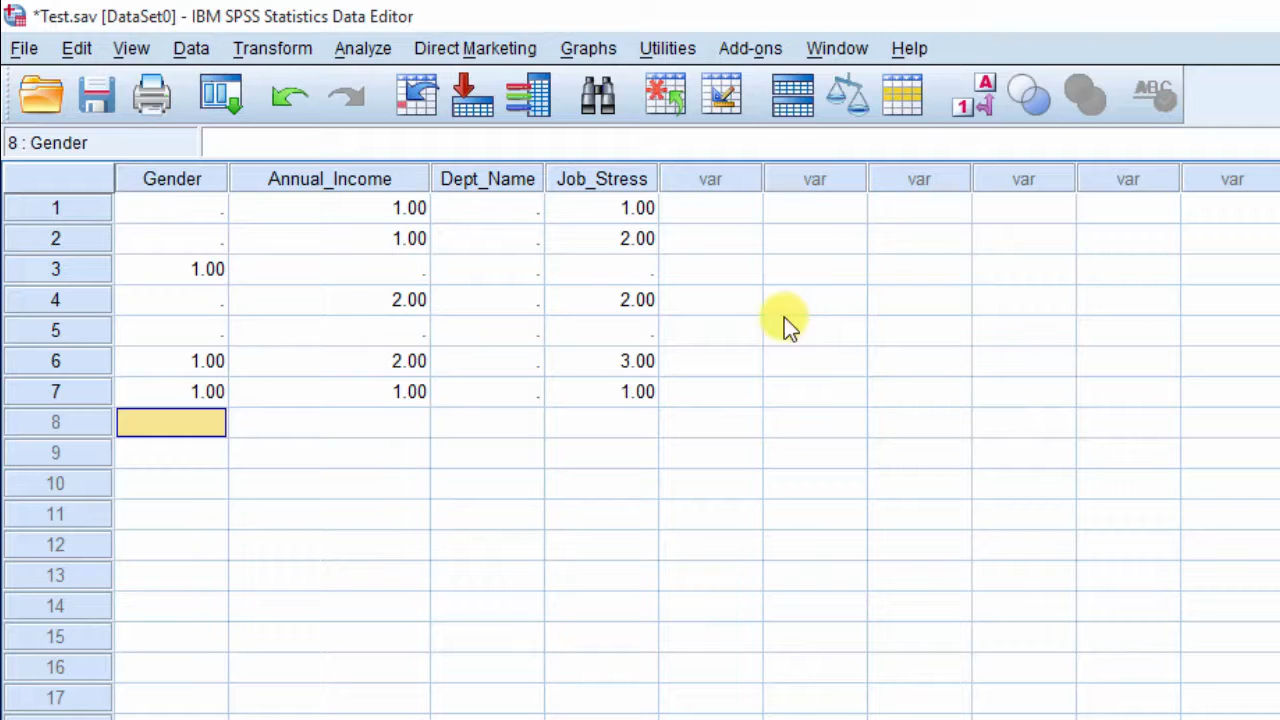 *Test.sav [DataSet0] - IBM SPSS Statistics Data Editor
File Edit View Data Transform Analyze Direct Marketing Graphs Utilities Add-ons Window Help
A 1 ABC
8 : Gender
Gender Annual_Income Dept_Name Job_Stress var var var var var var
1 . 1.00 . 1.00
2 . 1.00 . 2.00
3 1.00 . . .
4 . 2.00 . 2.00
5 . . . .
6 1.00 2.00 . 3.00
7 1.00 1.00 . 1.00
8
9
10
11
12
13
14
15
16
17